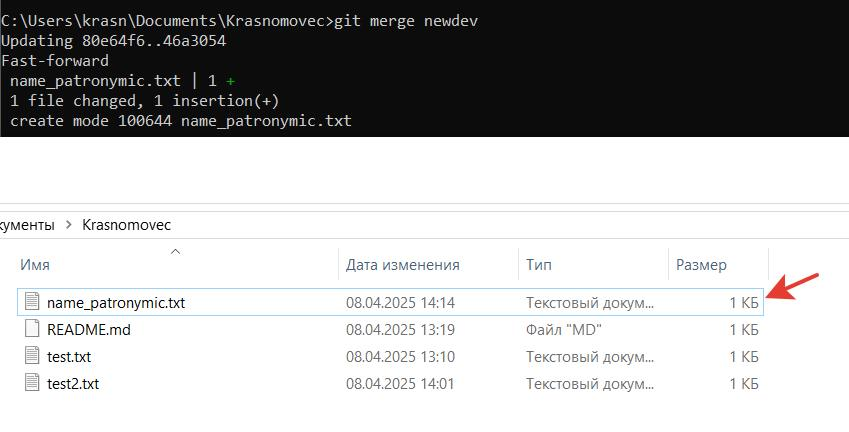 C:\Users\krasn\Documents\Krasnomovec>git merge newdev
Updating 80e64f6..46a3054
Fast-forward
name_patronymic.txt | 1 +
1 file changed, 1 insertion(+)
create mode 100644 name_patronymic.txt
кументы > Krasnomovec
Имя Дата изменения Тип Размер
name_patronymic.txt 08.04.2025 14:14 Текстовый докум... 1 КБ
README.md 08.04.2025 13:19 Файл "MD" 1 КБ
test.txt 08.04.2025 13:10 Текстовый докум... 1 КБ
test2.txt 08.04.2025 14:01 Текстовый докум... 1 КБ